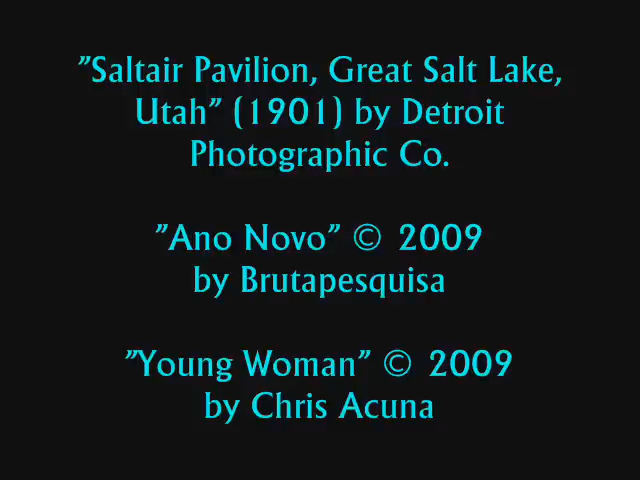 ”Saltair Pavilion, Great Salt Lake,
Utah” (1901) by Detroit
Photographic Co.
”Ano Novo” © 2009
by Brutapesquisa
”Young Woman” © 2009
by Chris Acuna